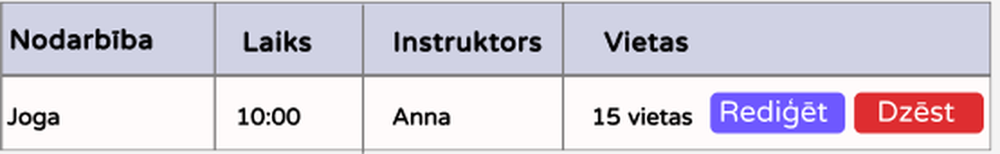 Nodarbība Laiks Instruktors Vietas
Joga 10:00 Anna 15 vietas Rediģēt Dzēst